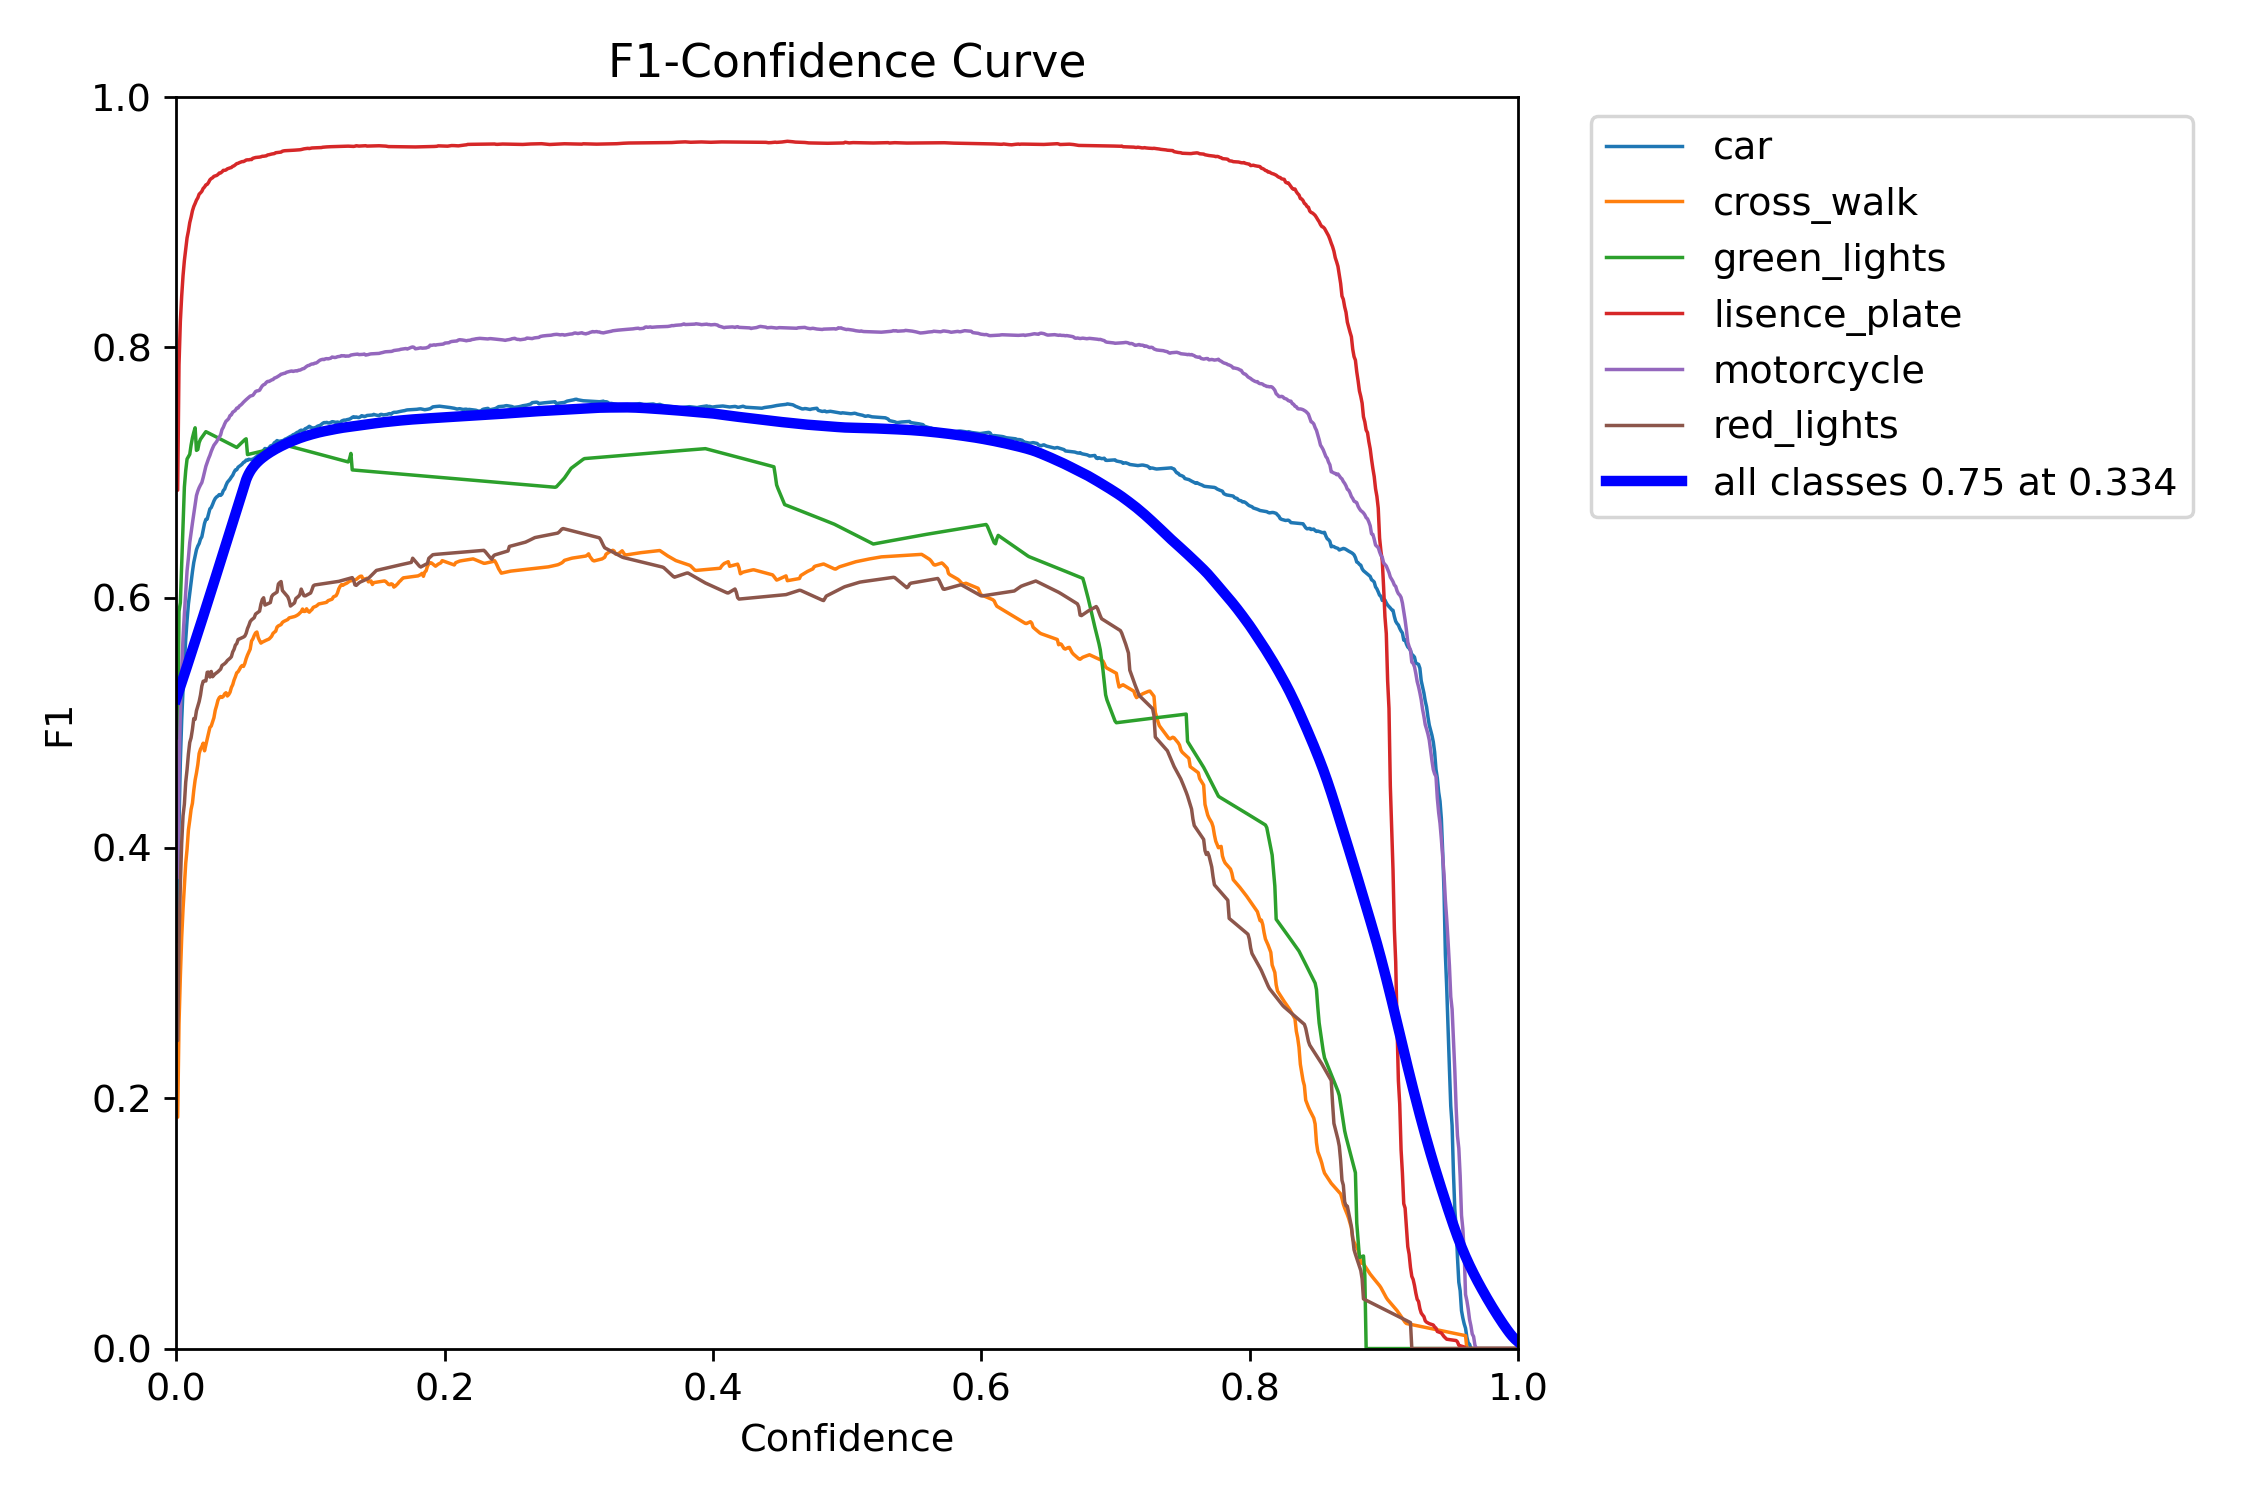 F1-Confidence Curve
1.0
0.8
0.6
0.4
0.2
0.0
F1
0.0 0.2 0.4 0.6 0.8 1.0
Confidence
car
cross_walk
green_lights
lisence_plate
motorcycle
red_lights
all classes 0.75 at 0.334